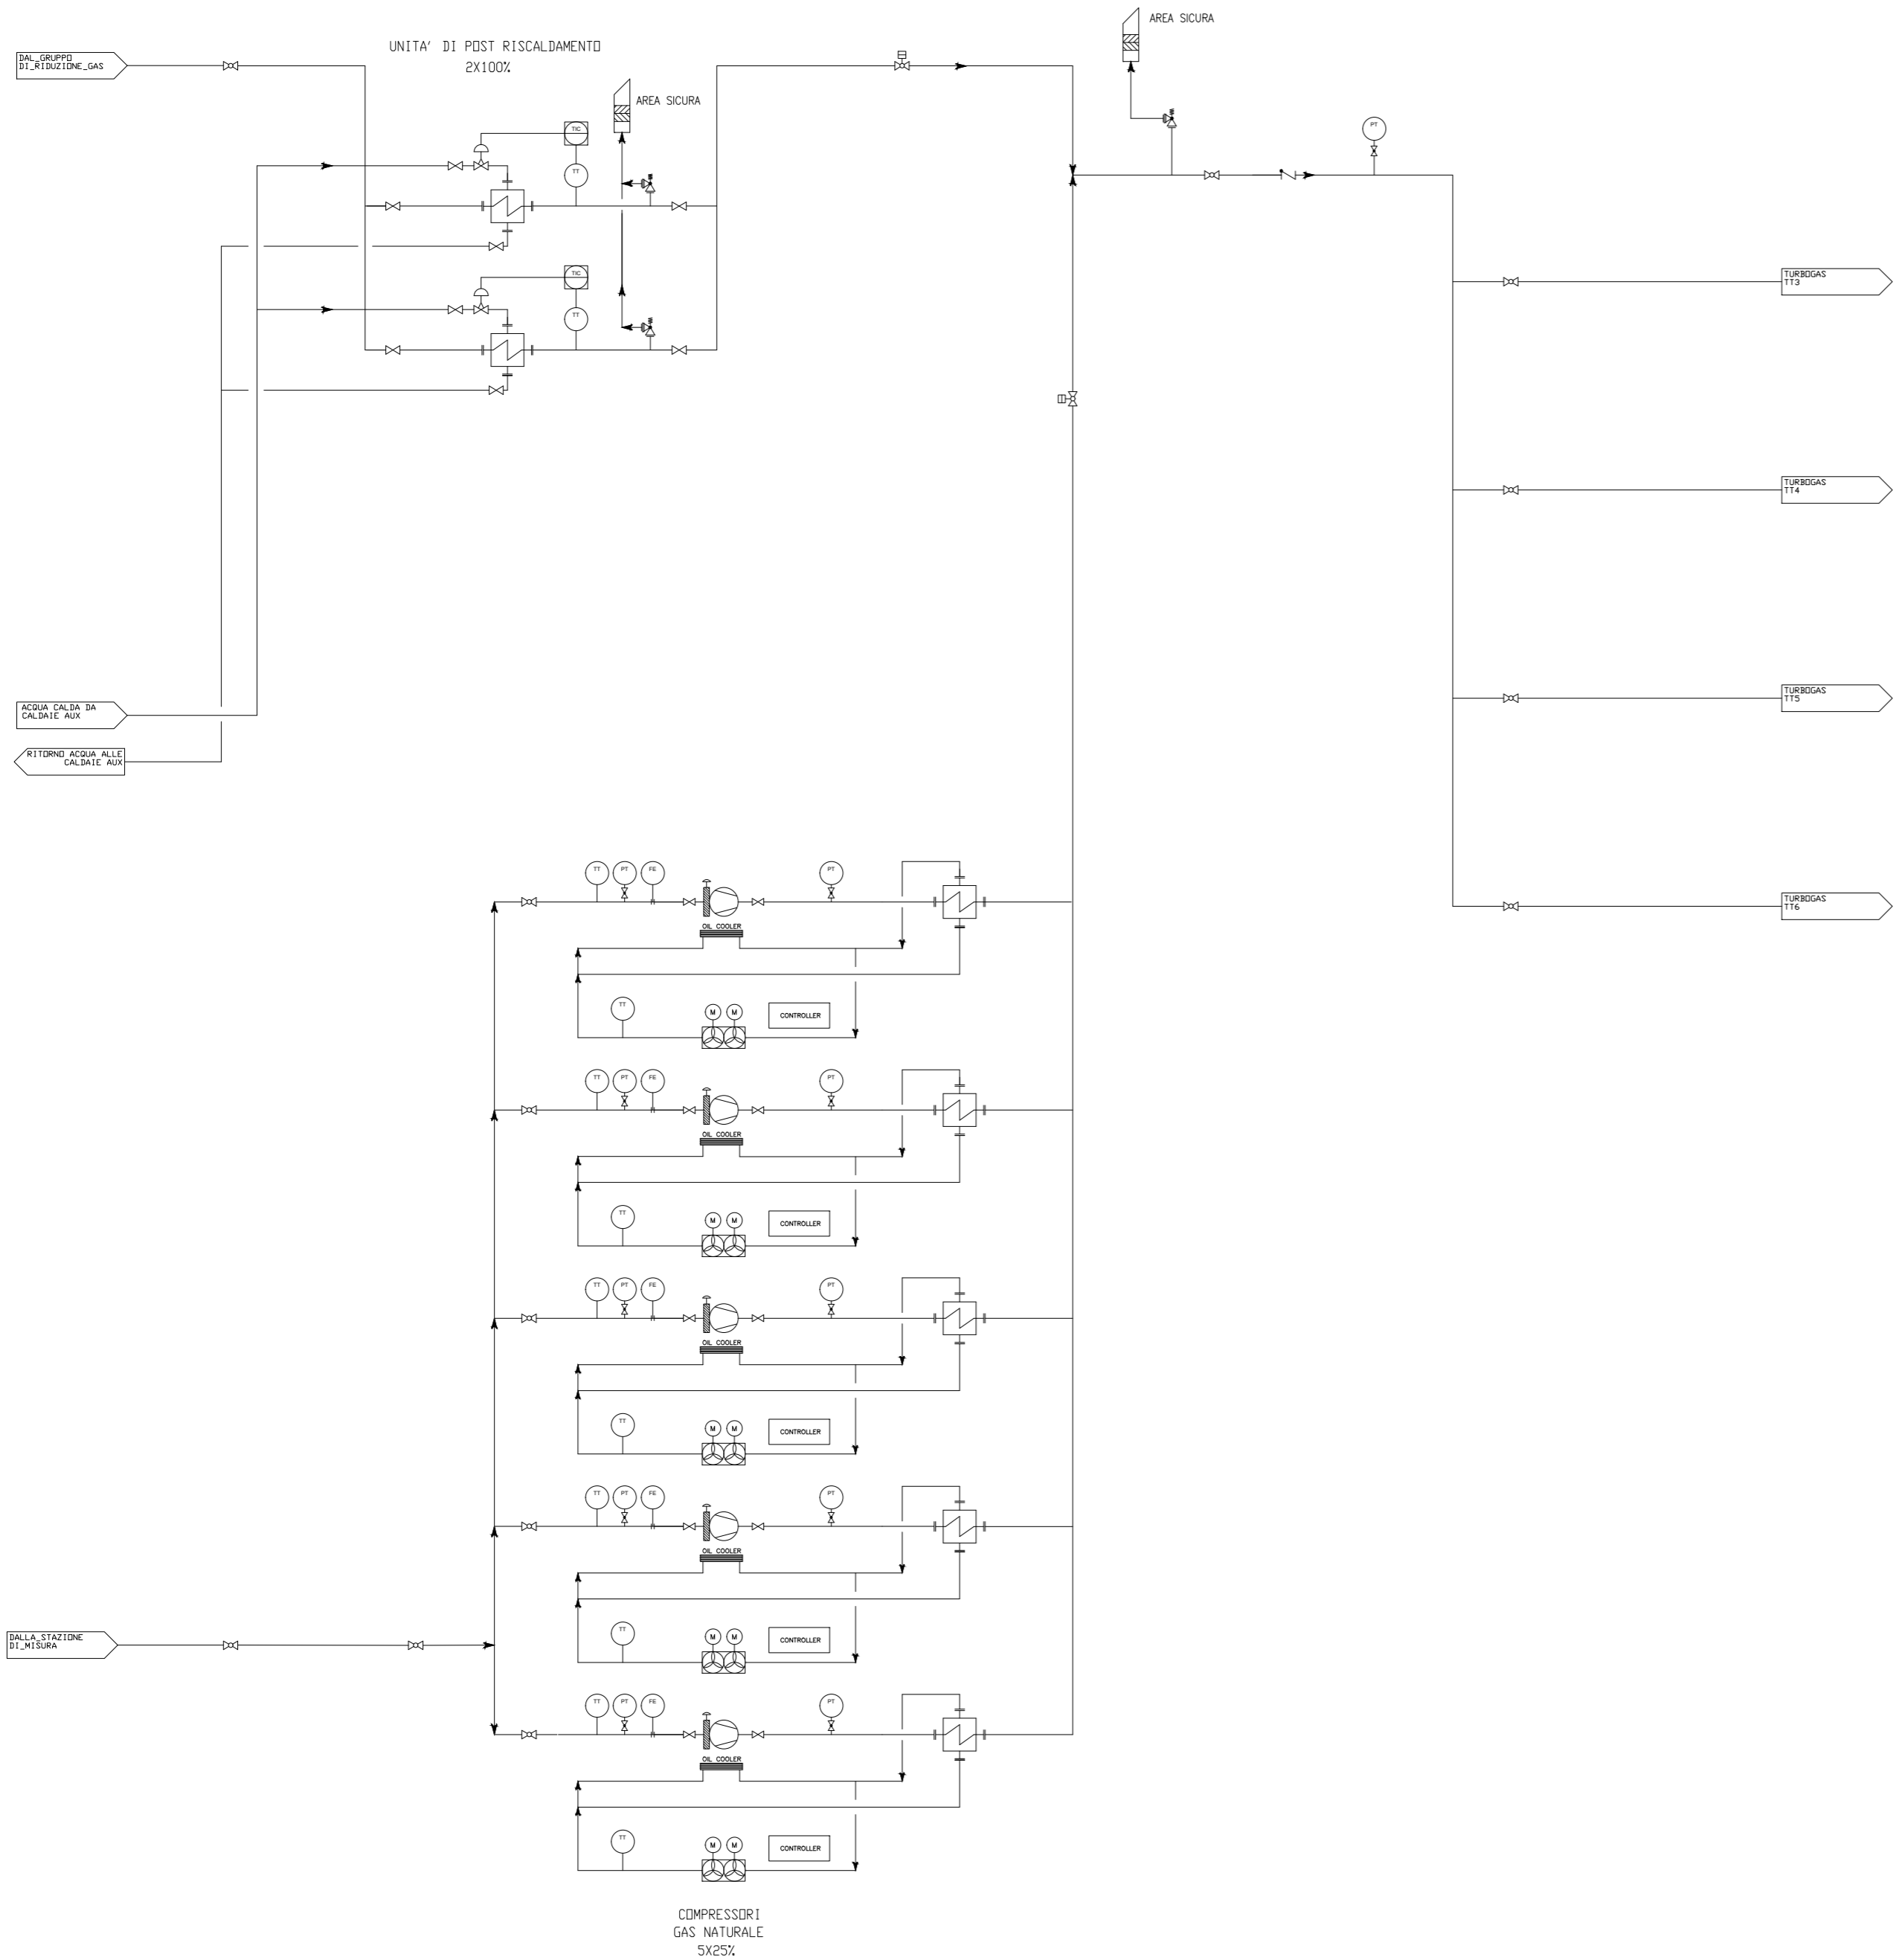 AREA SICURA
UNITA' DI POST RISCALDAMENTO
2X100%
DAL_GRUPPO
DI_RIDUZIONE_GAS
AREA SICURA
TIC
TT
PT
TIC
TT
TURBOGAS
TT3
TURBOGAS
TT4
ACQUA CALDA DA
CALDAIE AUX
RITORNO ACQUA ALLE
CALDAIE AUX
TURBOGAS
TT5
TURBOGAS
TT6
TT
PT
FE
PT
OIL COOLER
TT
M
M
CONTROLLER
TT
PT
FE
PT
OIL COOLER
TT
M
M
CONTROLLER
TT
PT
FE
PT
OIL COOLER
TT
M
M
CONTROLLER
TT
PT
FE
PT
OIL COOLER
TT
M
M
CONTROLLER
DALLA_STAZIONE
DI_MISURA
TT
PT
FE
PT
OIL COOLER
TT
M
M
CONTROLLER
COMPRESSORI
GAS NATURALE
5X25%